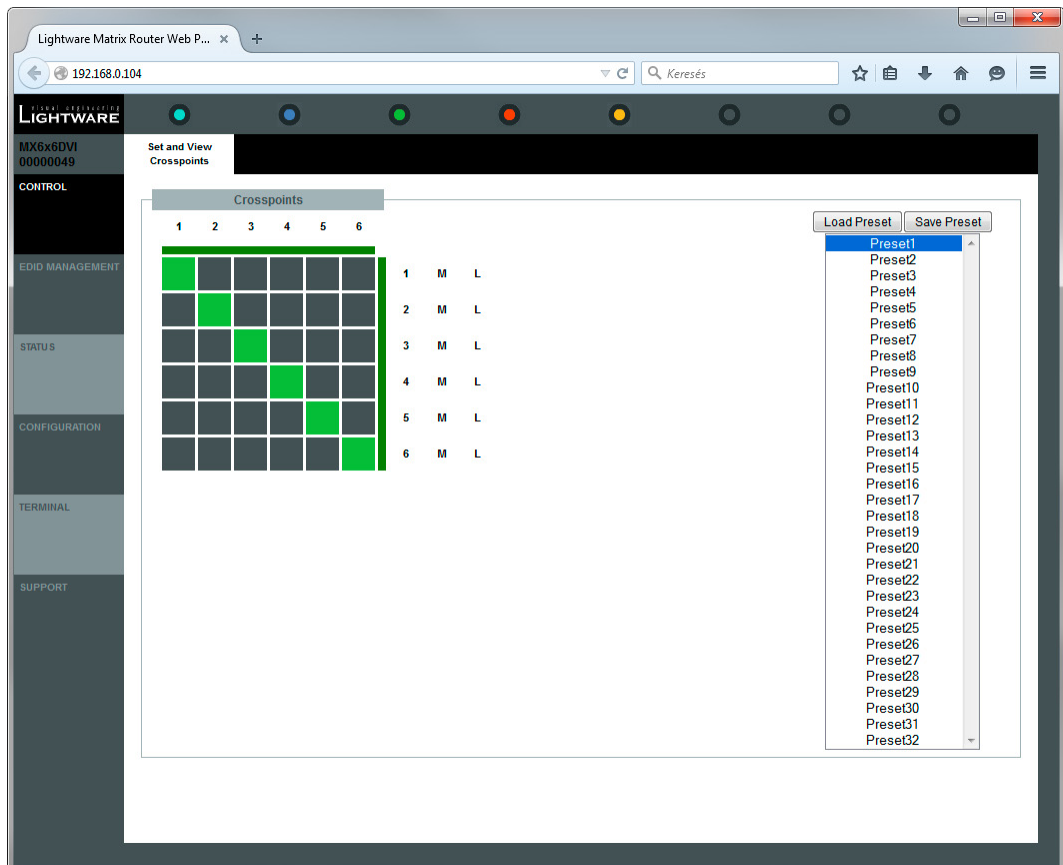 Lightware Matrix Router Web P...
192.168.0.104
Keresés
visual engineering
LIGHTWARE
MX6x6DVI
00000049
Set and View
Crosspoints
CONTROL
EDID MANAGEMENT
STATUS
CONFIGURATION
TERMINAL
SUPPORT
Crosspoints
1 2 3 4 5 6
1 M L
2 M L
3 M L
4 M L
5 M L
6 M L
Load Preset Save Preset
Preset1
Preset2
Preset3
Preset4
Preset5
Preset6
Preset7
Preset8
Preset9
Preset10
Preset11
Preset12
Preset13
Preset14
Preset15
Preset16
Preset17
Preset18
Preset19
Preset20
Preset21
Preset22
Preset23
Preset24
Preset25
Preset26
Preset27
Preset28
Preset29
Preset30
Preset31
Preset32